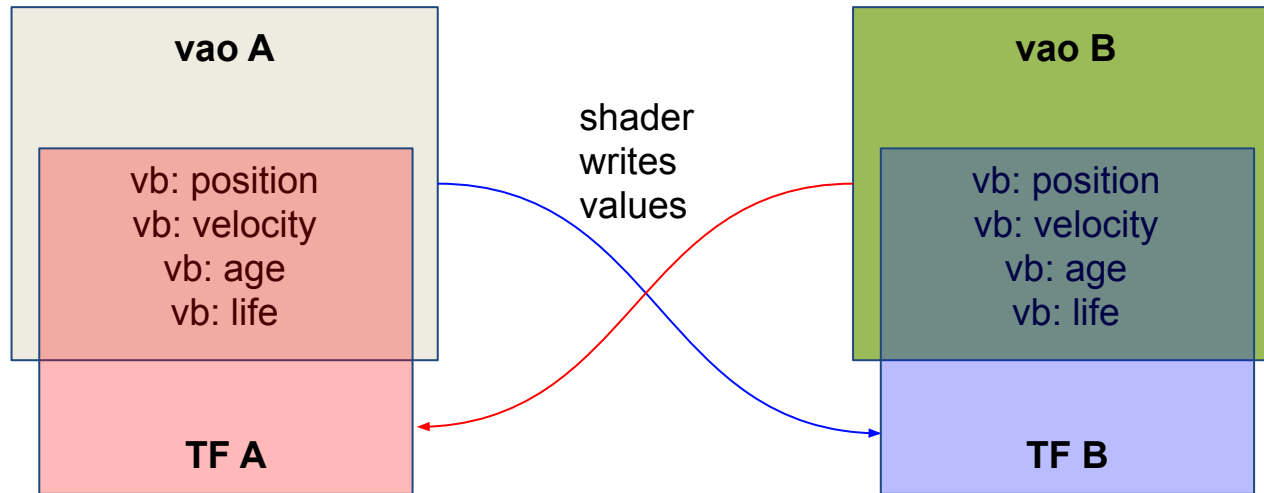 vao A
vb: position
vb: velocity
vb: age
vb: life
TF A
shader
writes
values
vao B
vb: position
vb: velocity
vb: age
vb: life
TF B